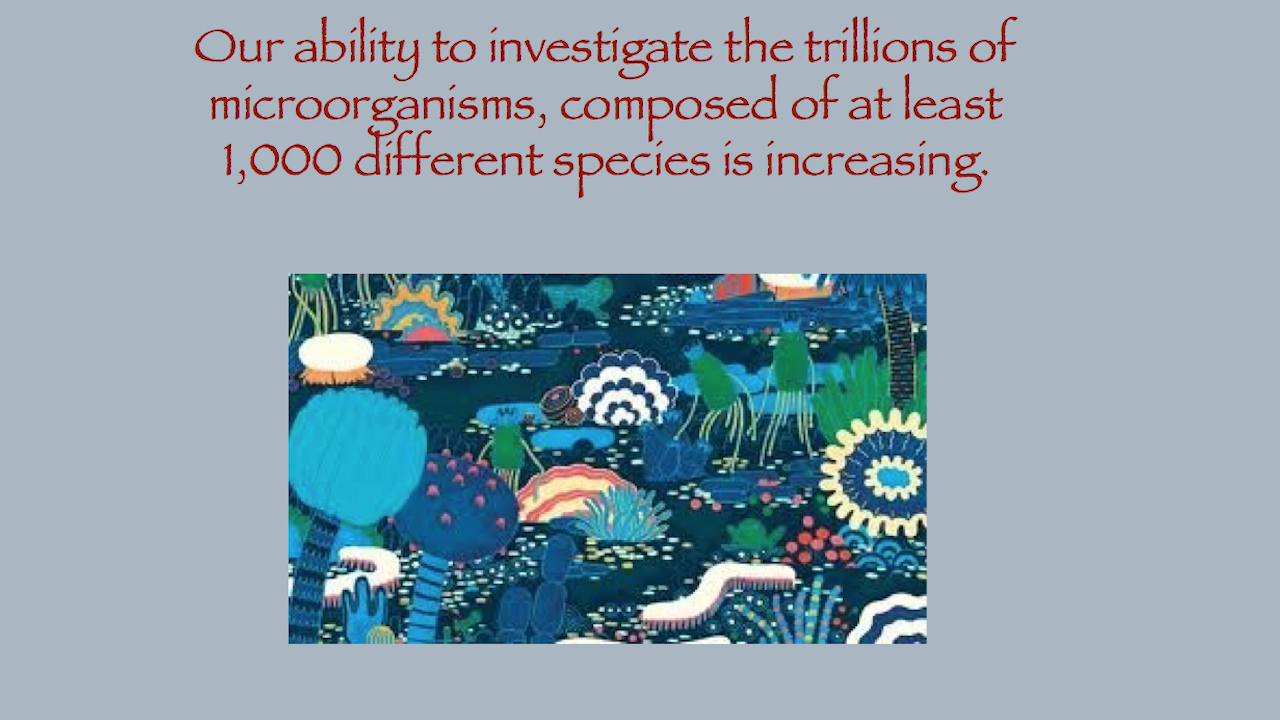 Our ability to investigate the trillions of
microorganisms, composed of at least
1,000 different species is increasing.